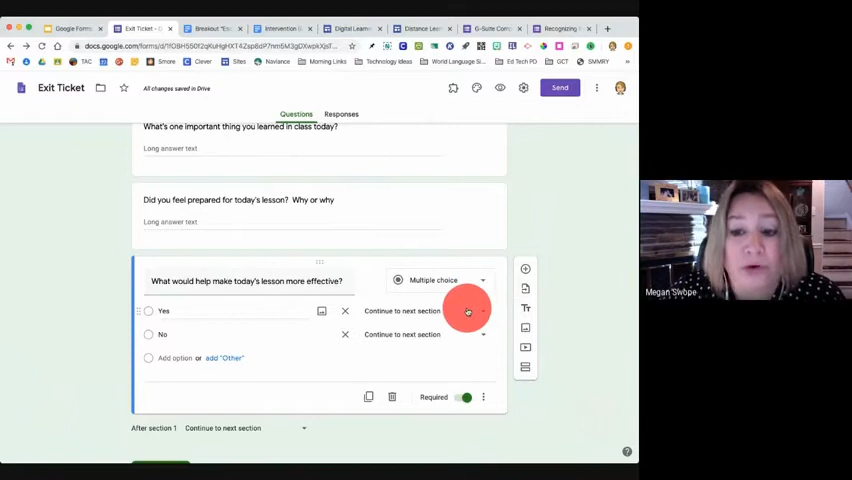 Google Forms
Exit Ticket - G
Breakout "Esc
Intervention (
Digital Learne
Distance Lear
G-Suite Comp
Recognizing
docs.google.com/forms/d/
TAC
Smore
Clever
Sites
Naviance
Morning Links
Technology Ideas
World Language Si...
Ed Tech PD
GCT
SMMRY
Exit Ticket
All changes saved in Drive
Send
Questions
Responses
What's one important thing you learned in class today?
Long answer text
Did you feel prepared for today's lesson? Why or why
Long answer text
What would help make today's lesson more effective?
Multiple choice
Yes
Continue to next section
No
Continue to next section
Add option or add "Other"
Required
After section 1 Continue to next section
Megan Swope